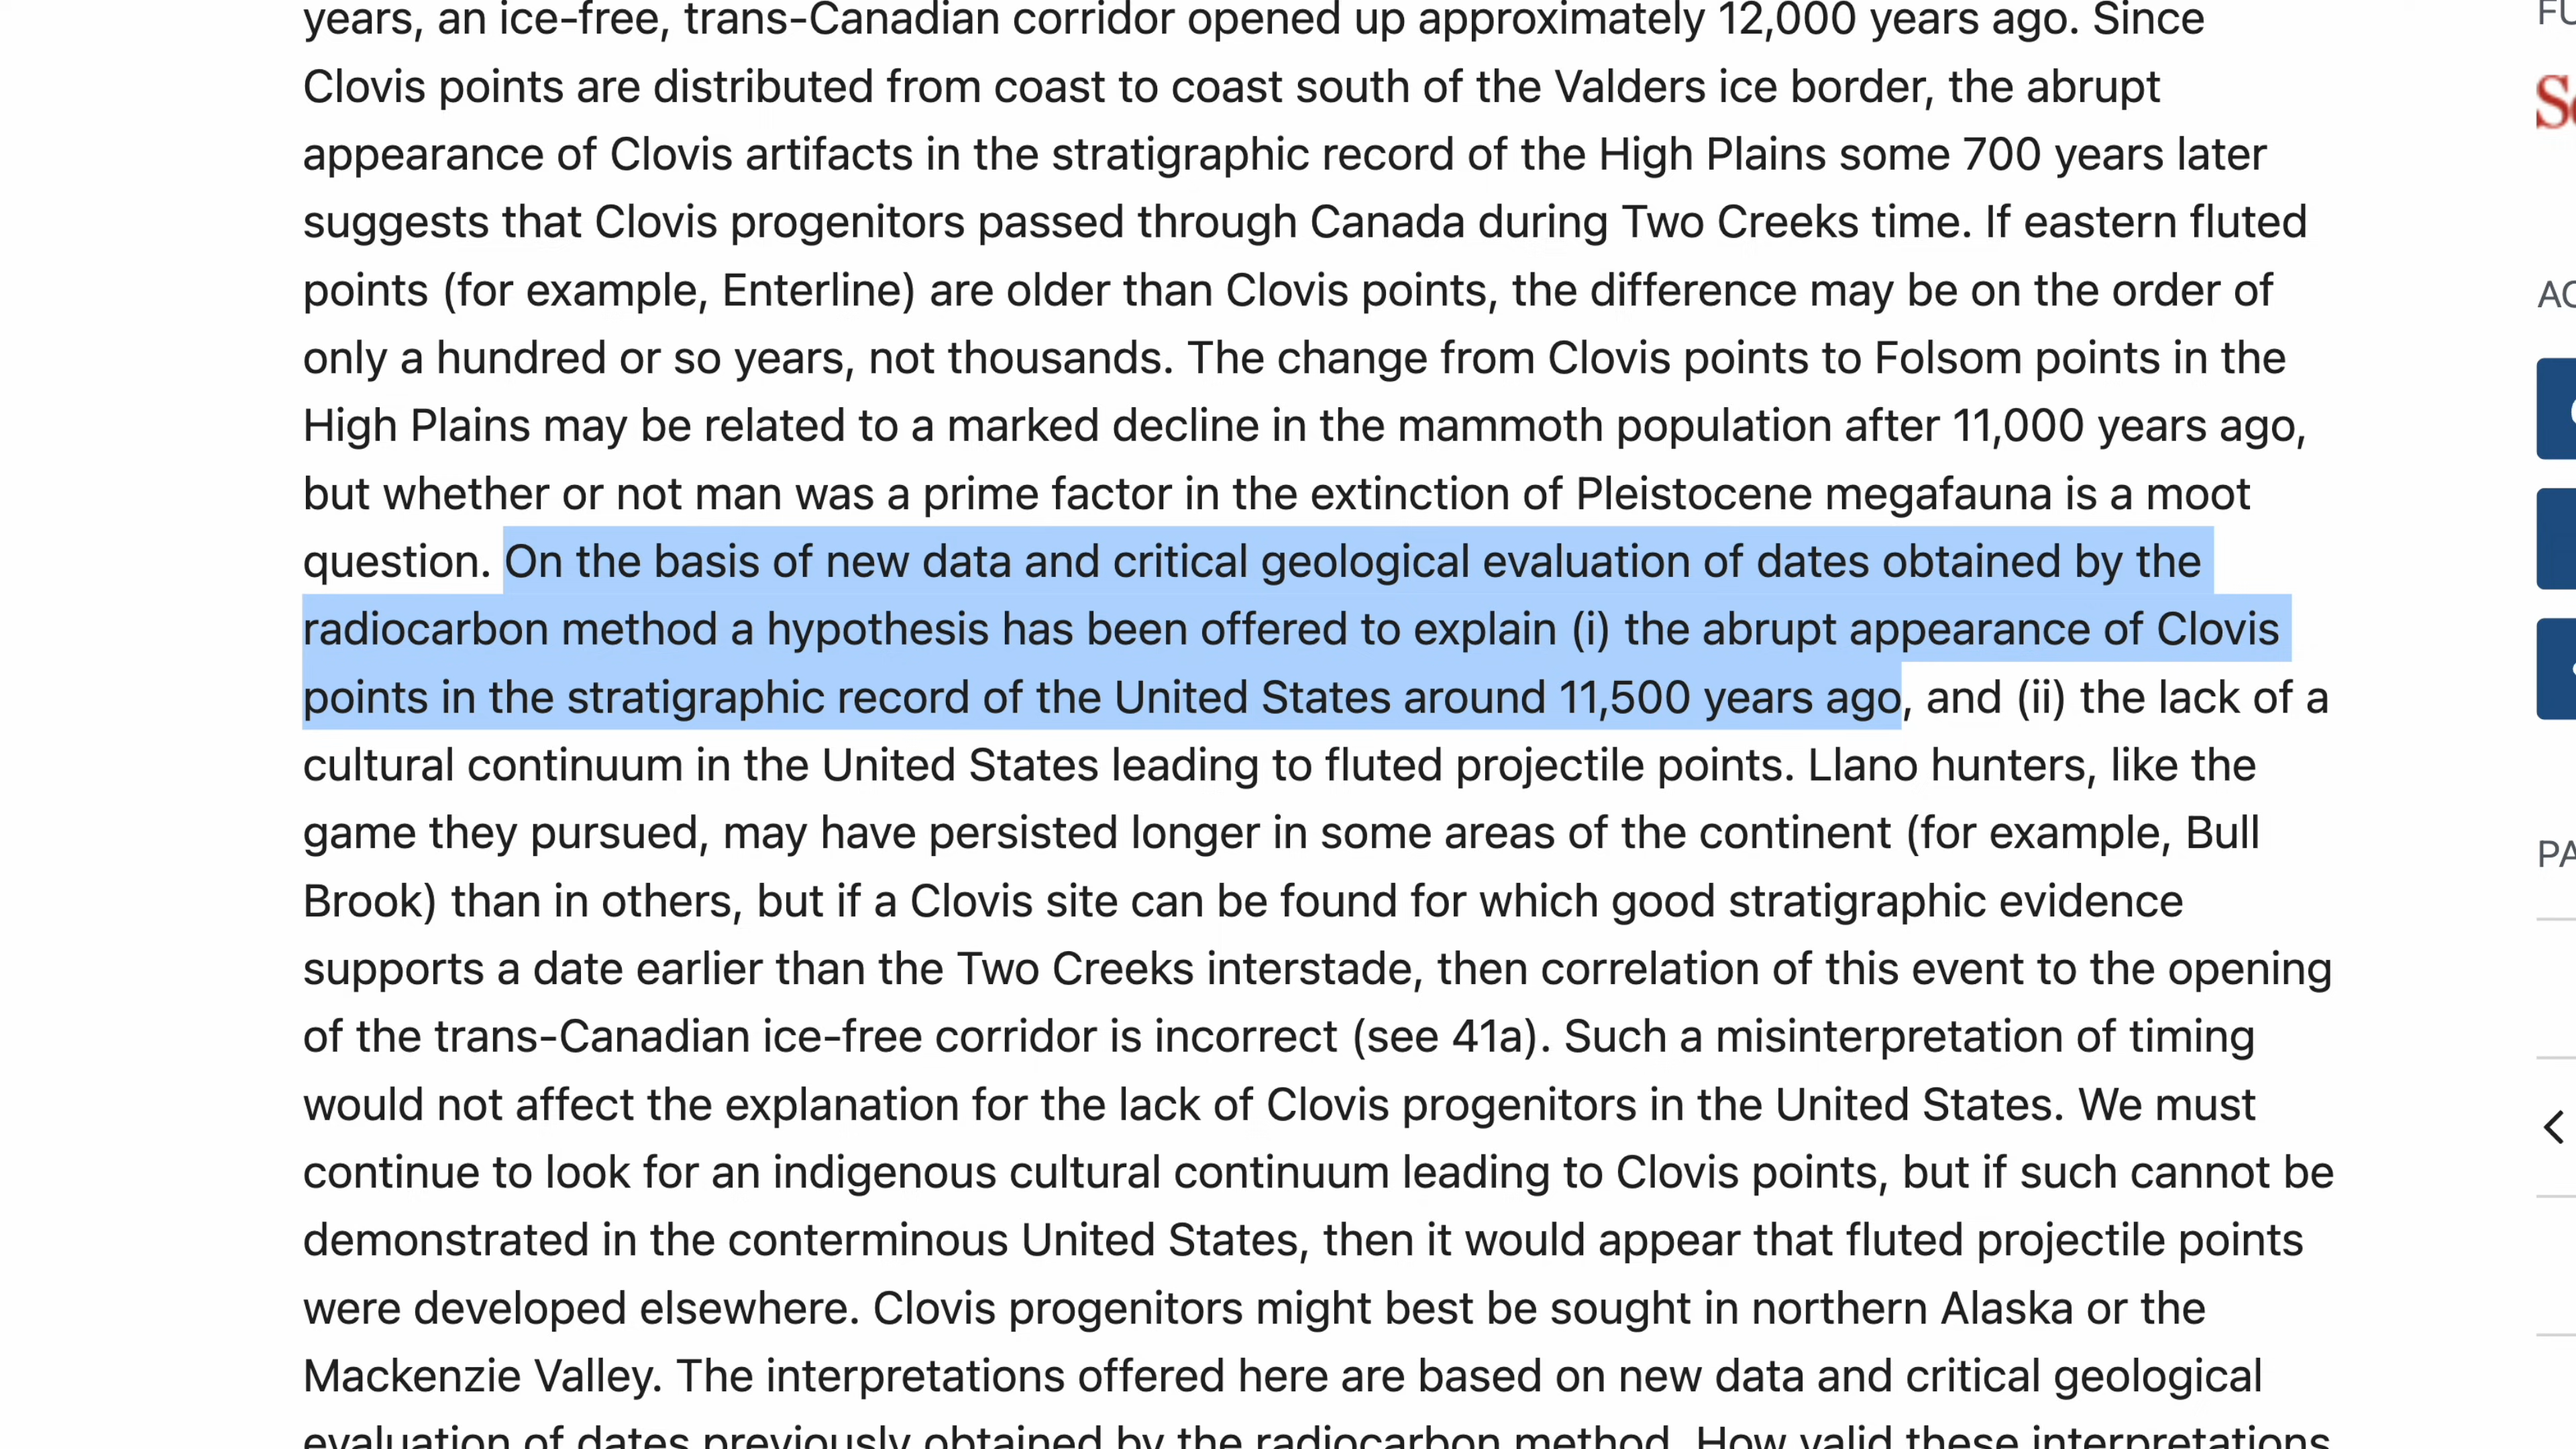 years, an ice-free, trans-Canadian corridor opened up approximately 12,000 years ago. Since
Clovis points are distributed from coast to coast south of the Valders ice border, the abrupt
appearance of Clovis artifacts in the stratigraphic record of the High Plains some 700 years later
suggests that Clovis progenitors passed through Canada during Two Creeks time. If eastern fluted
points (for example, Enterline) are older than Clovis points, the difference may be on the order of
only a hundred or so years, not thousands. The change from Clovis points to Folsom points in the
High Plains may be related to a marked decline in the mammoth population after 11,000 years ago,
but whether or not man was a prime factor in the extinction of Pleistocene megafauna is a moot
question. On the basis of new data and critical geological evaluation of dates obtained by the
radiocarbon method a hypothesis has been offered to explain (i) the abrupt appearance of Clovis
points in the stratigraphic record of the United States around 11,500 years ago, and (ii) the lack of a
cultural continuum in the United States leading to fluted projectile points. Llano hunters, like the
game they pursued, may have persisted longer in some areas of the continent (for example, Bull
Brook) than in others, but if a Clovis site can be found for which good stratigraphic evidence
supports a date earlier than the Two Creeks interstade, then correlation of this event to the opening
of the trans-Canadian ice-free corridor is incorrect (see 41a). Such a misinterpretation of timing
would not affect the explanation for the lack of Clovis progenitors in the United States. We must
continue to look for an indigenous cultural continuum leading to Clovis points, but if such cannot be
demonstrated in the conterminous United States, then it would appear that fluted projectile points
were developed elsewhere. Clovis progenitors might best be sought in northern Alaska or the
Mackenzie Valley. The interpretations offered here are based on new data and critical geological
evaluation of dates previously obtained by the radiocarbon method. How valid these interpretations